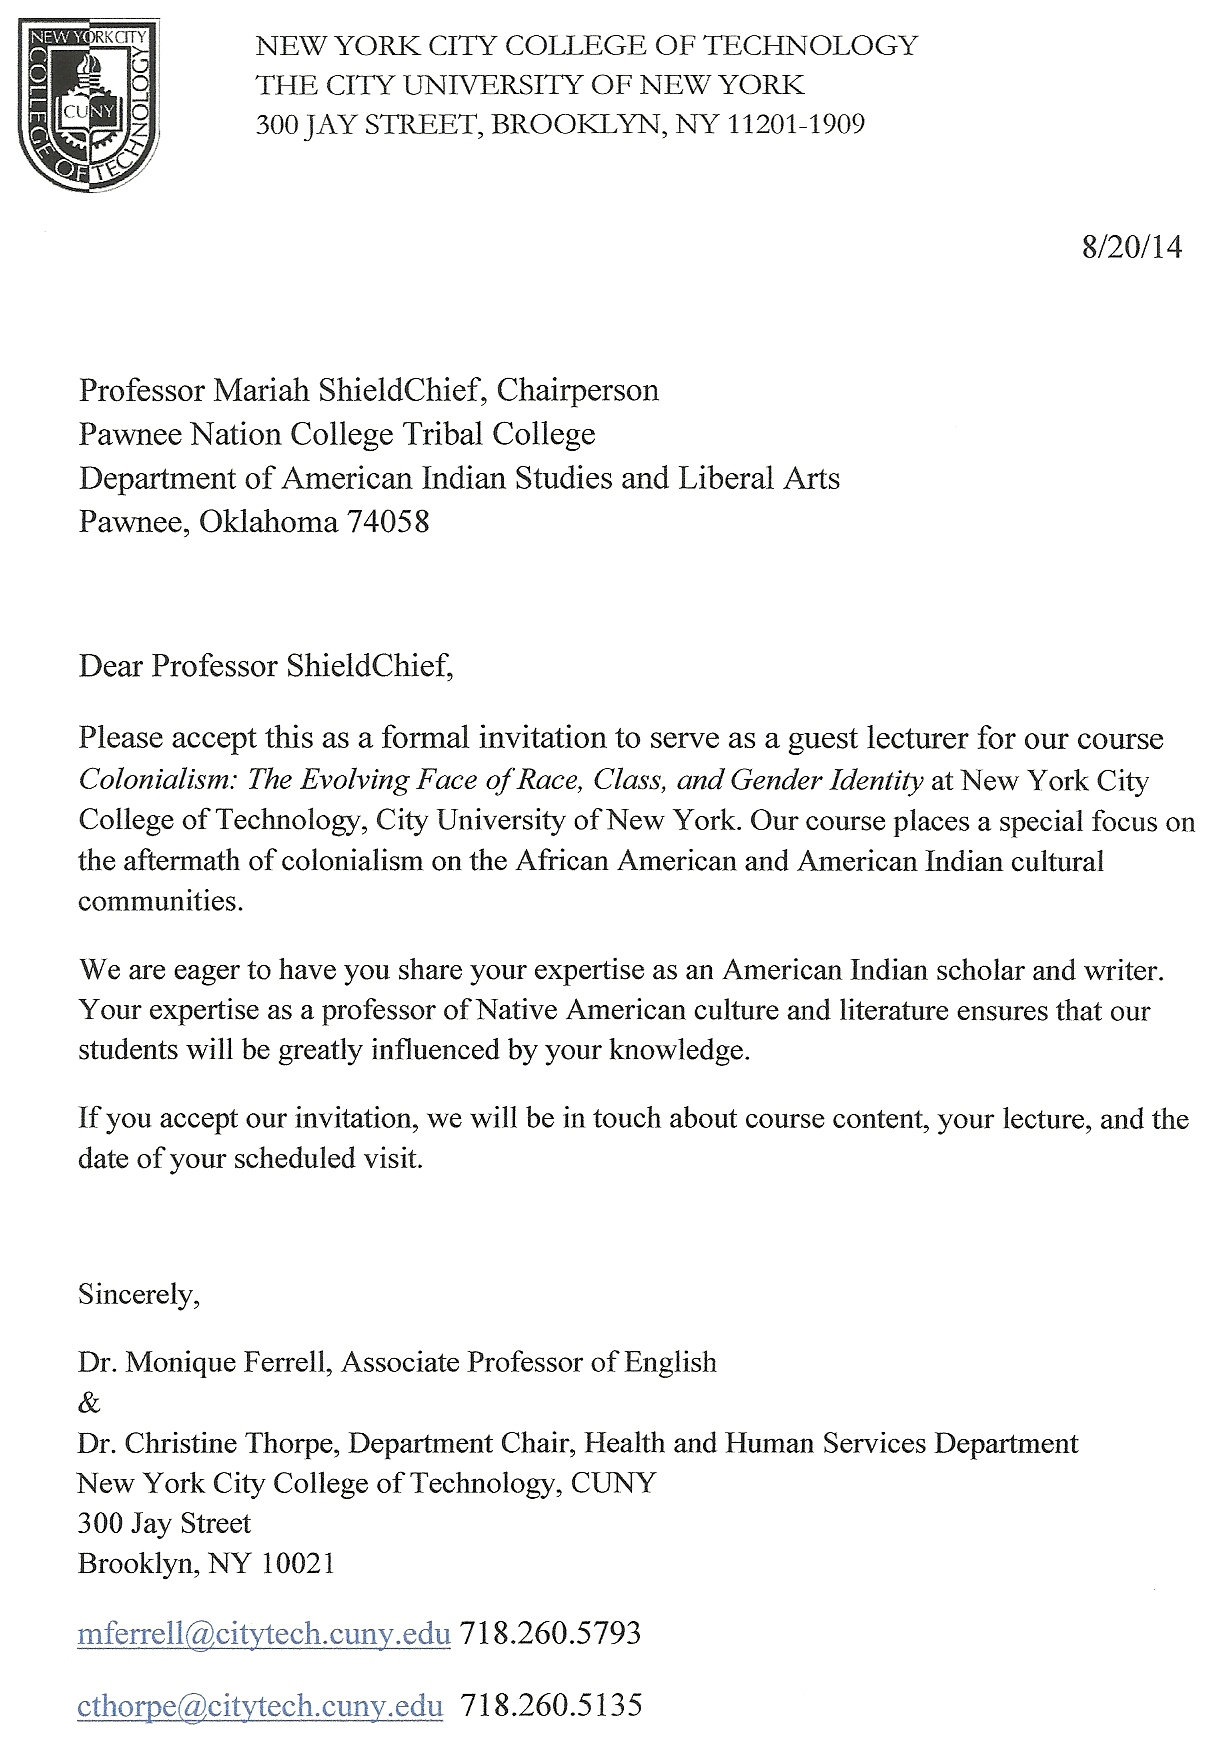 NEW YORK CITY
COLLEGE OF TECHNOLOGY
CUNY
NEW YORK CITY COLLEGE OF TECHNOLOGY
THE CITY UNIVERSITY OF NEW YORK
300 JAY STREET, BROOKLYN, NY 11201-1909
8/20/14
Professor Mariah ShieldChief, Chairperson
Pawnee Nation College Tribal College
Department of American Indian Studies and Liberal Arts
Pawnee, Oklahoma 74058
Dear Professor ShieldChief,
Please accept this as a formal invitation to serve as a guest lecturer for our course
Colonialism: The Evolving Face of Race, Class, and Gender Identity at New York City
College of Technology, City University of New York. Our course places a special focus on
the aftermath of colonialism on the African American and American Indian cultural
communities.
We are eager to have you share your expertise as an American Indian scholar and writer.
Your expertise as a professor of Native American culture and literature ensures that our
students will be greatly influenced by your knowledge.
If you accept our invitation, we will be in touch about course content, your lecture, and the
date of your scheduled visit.
Sincerely,
Dr. Monique Ferrell, Associate Professor of English
&
Dr. Christine Thorpe, Department Chair, Health and Human Services Department
New York City College of Technology, CUNY
300 Jay Street
Brooklyn, NY 10021
mferrell@citytech.cuny.edu 718.260.5793
cthorpe@citytech.cuny.edu 718.260.5135